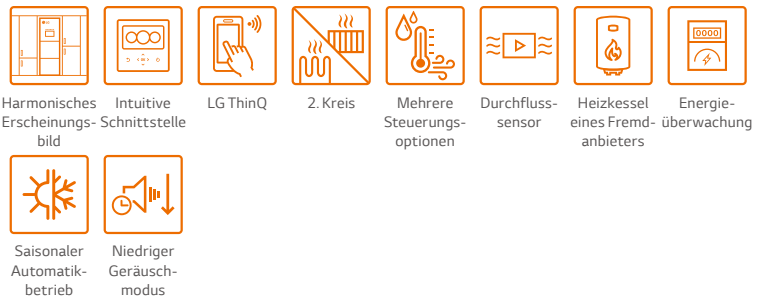 Harmonisches
Erscheinungs-
bild
Intuitive
Schnittstelle
LG ThinQ
2. Kreis
Mehrere
Steuerungs-
optionen
Durchfluss-
sensor
Heizkessel
eines Fremd-
anbieters
0000
Energie-
überwachung
Saisonaler
Automatik-
betrieb
Niedriger
Geräusch-
modus